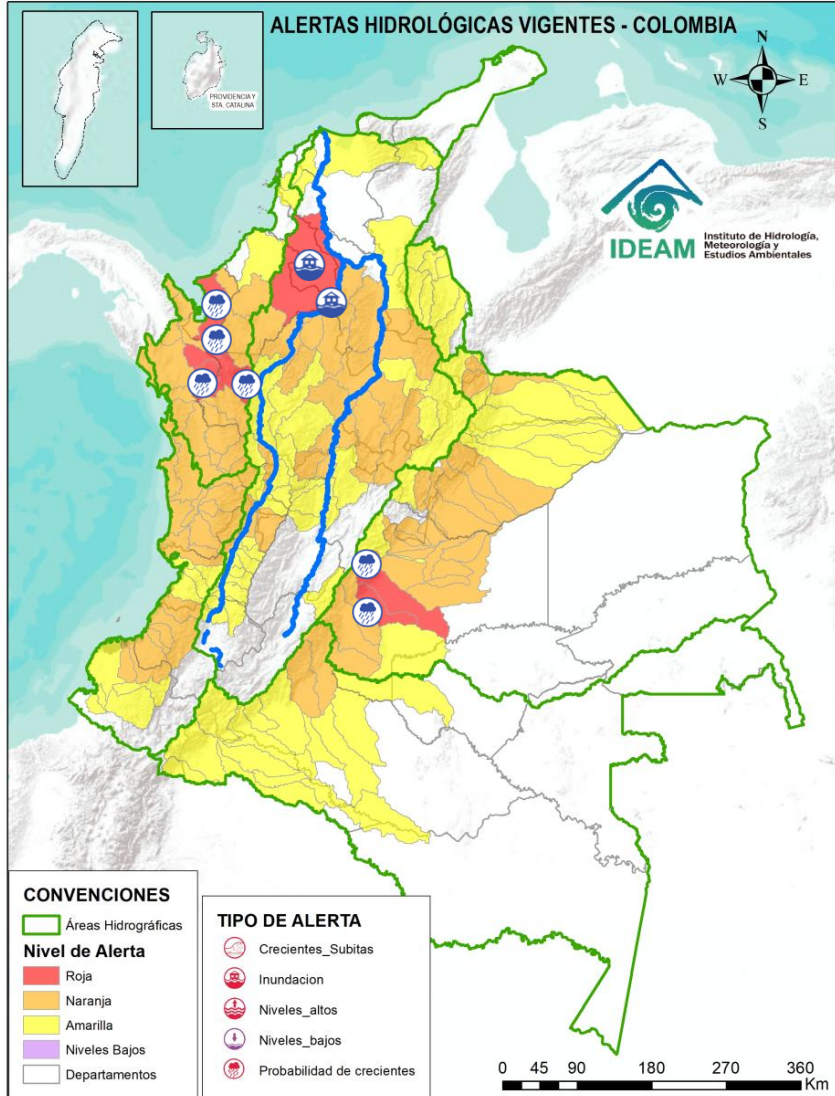 ALERTAS HIDROLÓGICAS VIGENTES - COLOMBIA
PROVIDENCIA Y
STA. CATALINA
N
W
E
S
IDEAM
Instituto de Hidrología,
Meteorología y
Estudios Ambientales
CONVENCIONES
Áreas Hidrográficas
Nivel de Alerta
Roja
Naranja
Amarilla
Niveles Bajos
Departamentos
TIPO DE ALERTA
Crecientes_Subitas
Inundacion
Niveles_altos
Niveles_bajos
Probabilidad de crecientes
0 45 90 180 270 360
Km